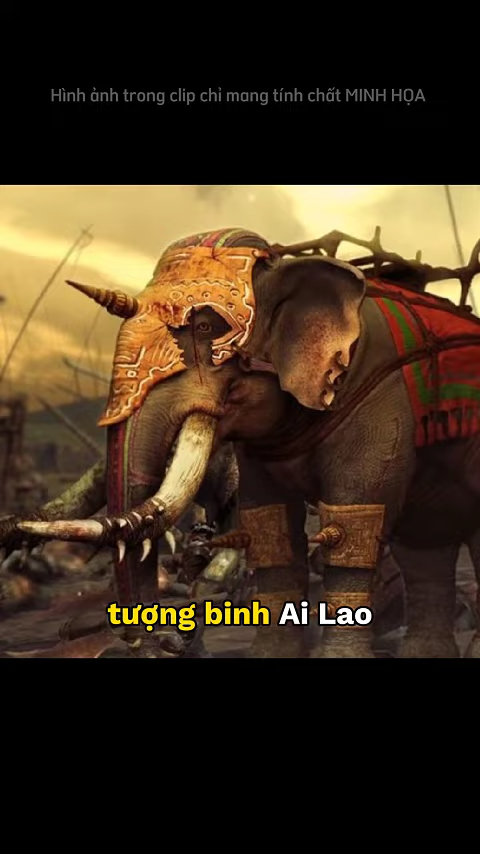 Hình ảnh trong clip chỉ mang tính chất MINH HỌA
tượng binh Ai Lao